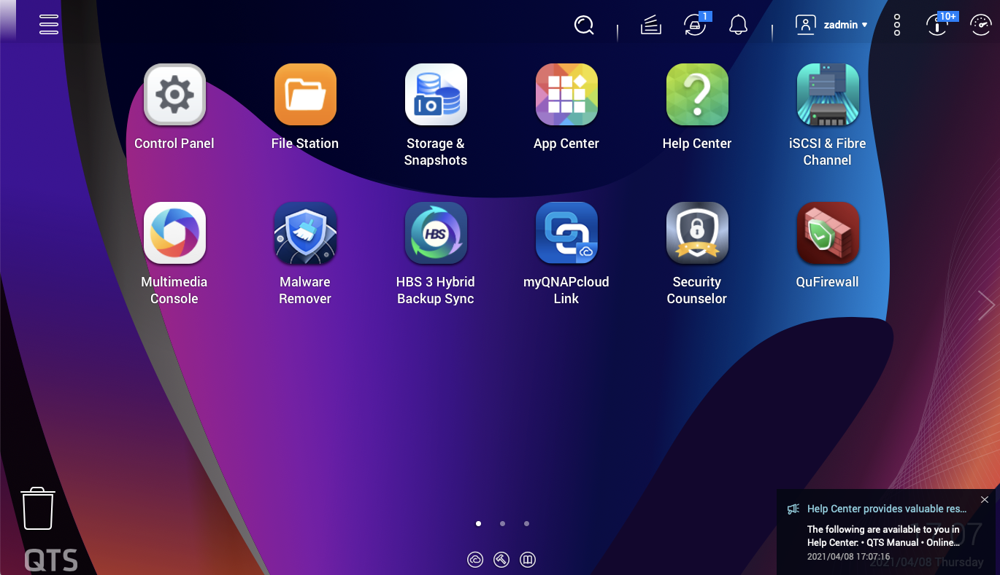 1
zadmin
10+
Control Panel
File Station
Storage &
Snapshots
App Center
Help Center
iSCSI & Fibre
Channel
HBS
Multimedia
Console
Malware
Remover
HBS 3 Hybrid
Backup Sync
myQNAPcloud
Link
Security
Counselor
QuFirewall
Help Center provides valuable res...
The following are available to you in
Help Center: • QTS Manual • Online...
2021/04/08 17:07:16
17:07
2021/04/08 Thursday
QTS